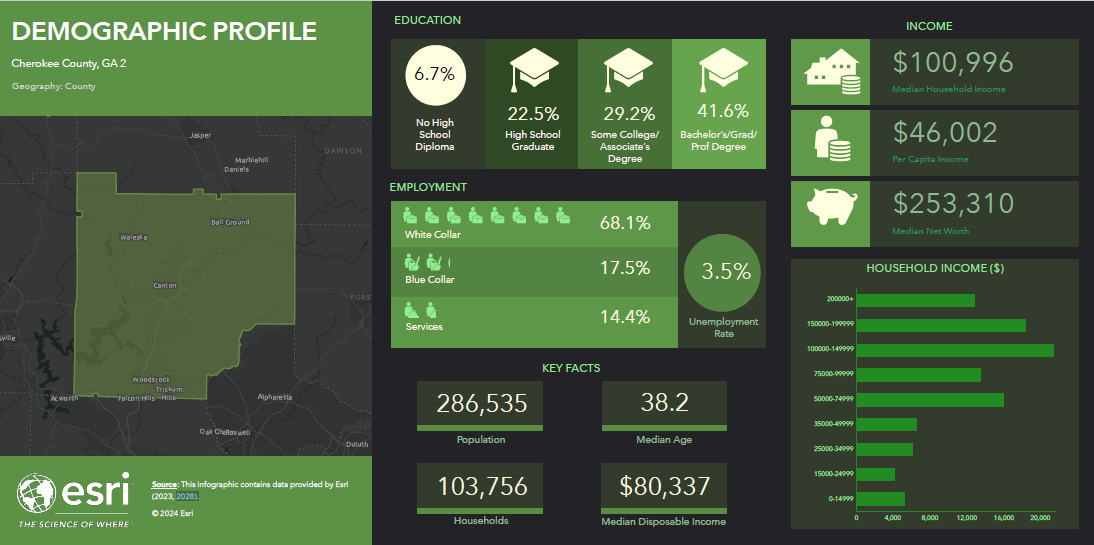 DEMOGRAPHIC PROFILE
Cherokee County, GA 2
Geography: County
Jasper
DAWSON
Marblehill
Daniels
Ball Ground
Waleska
Canton
FORS
sville
Woodstock
Trickum
Acworth
Falcon Hills
Hills
Alpharetta
Oak
Roswell
Duluth
esri
THE SCIENCE OF WHERE
Source: This infographic contains data provided by Esri
(2023, 2028).
© 2024 Esri
EDUCATION
6.7%
No High
School
Diploma
22.5%
High School
Graduate
29.2%
Some College/
Associate's
Degree
41.6%
Bachelor's/Grad/
Prof Degree
EMPLOYMENT
White Collar
68.1%
Blue Collar
17.5%
Services
14.4%
3.5%
Unemployment
Rate
KEY FACTS
286,535
Population
38.2
Median Age
103,756
Households
$80,337
Median Disposable Income
INCOME
$100,996
Median Household Income
$46,002
Per Capita Income
$253,310
Median Net Worth
HOUSEHOLD INCOME ($)
200000+
150000-199999
100000-149999
75000-99999
50000-74999
35000-49999
25000-34999
15000-24999
0-14999
0 4,000 8,000 12,000 16,000 20,000